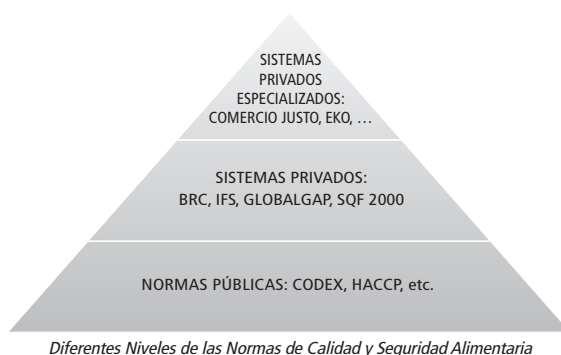 SISTEMAS
PRIVADOS
ESPECIALIZADOS:
COMERCIO JUSTO, EKO, ...
SISTEMAS PRIVADOS:
BRC, IFS, GLOBALGAP, SQF 2000
NORMAS PÚBLICAS: CODEX, HACCP, etc.
Diferentes Niveles de las Normas de Calidad y Seguridad Alimentaria